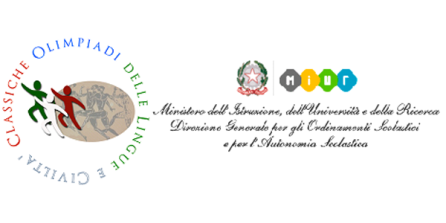 CLASSICHE OLIMPIADI DELLE LINGUE E CIVILTA'
MIUR
Ministero dell'Istruzione, dell'Università e della Ricerca
Direzione Generale per gli Ordinamenti Scolastici
e per l'Autonomia Scolastica